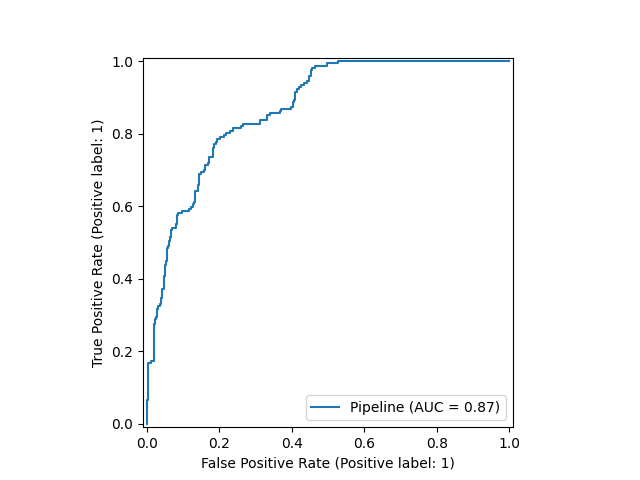 1.0
0.8
0.6
0.4
0.2
0.0
True Positive Rate (Positive label: 1)
Pipeline (AUC = 0.87)
0.0 0.2 0.4 0.6 0.8 1.0
False Positive Rate (Positive label: 1)